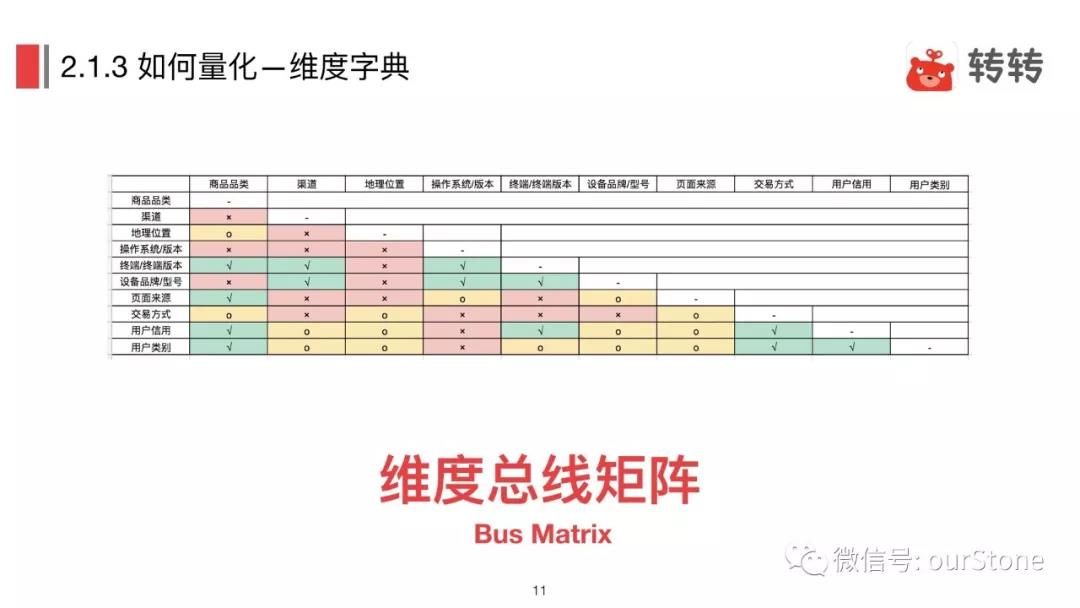 2.1.3 如何量化—维度字典
转转
商品品类 渠道 地理位置 操作系统/版本 终端/终端版本 设备品牌/型号 页面来源 交易方式 用户信用 用户类别
商品品类 -
渠道 × -
地理位置 o × -
操作系统/版本 × × × -
终端/终端版本 √ √ × √ -
设备品牌/型号 × √ × √ √ -
页面来源 √ × × o × o -
交易方式 o × o × × × o -
用户信用 √ o o × √ o o √ -
用户类别 √ o o × o o o √ √ -
维度总线矩阵
Bus Matrix
微信号: ourStone
11